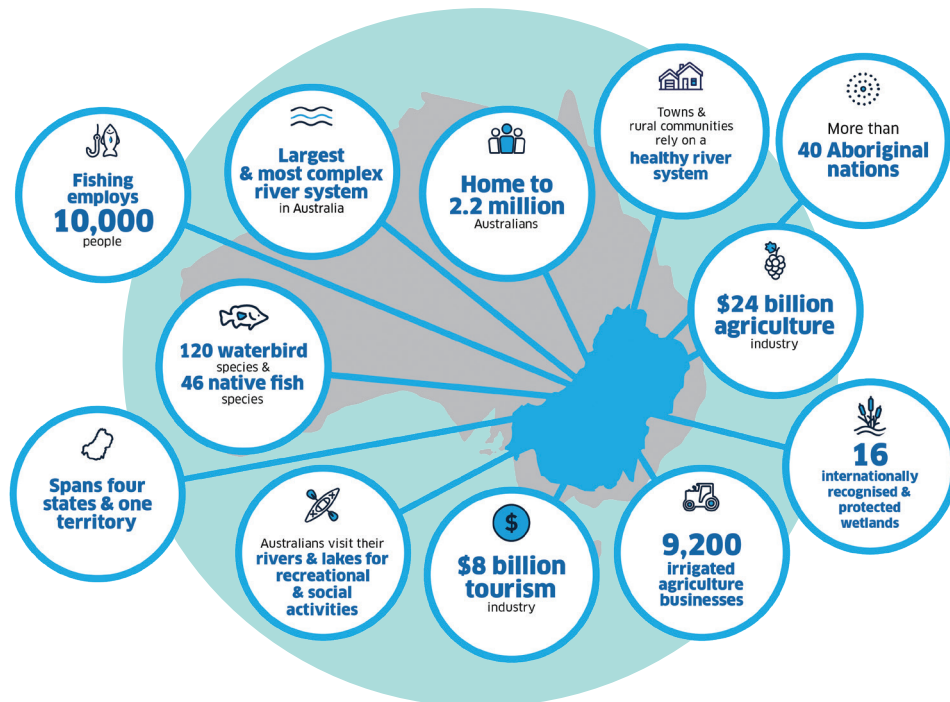 Fishing
employs
10,000
people
Largest
& most complex
river system
in Australia
Home to
2.2 million
Australians
Towns &
rural communities
rely on a
healthy river
system
More than
40 Aboriginal
nations
$24 billion
agriculture
industry
120 waterbird
species &
46 native fish
species
Spans four
states & one
territory
Australians visit their
rivers & lakes for
recreational
& social
activities
$
$8 billion
tourism
industry
9,200
irrigated
agriculture
businesses
16
internationally
recognised &
protected
wetlands